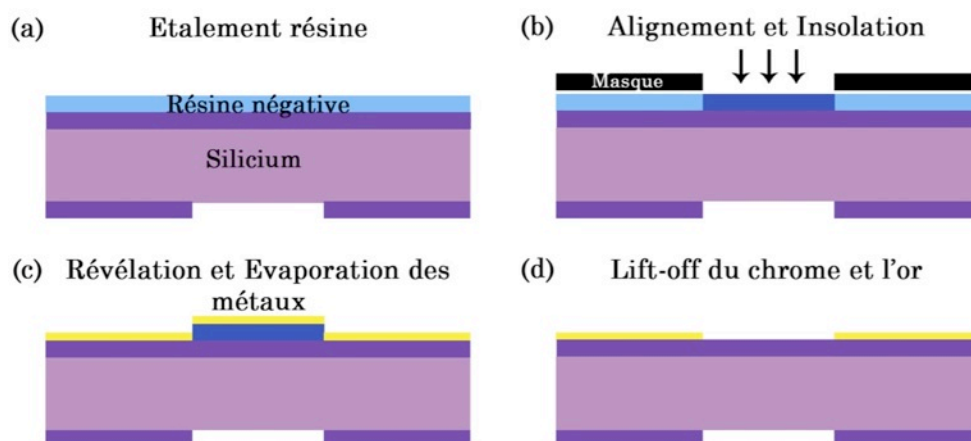 (a) Etalement résine
(b) Alignement et Insolation
Masque
Résine négative
Silicium
(c) Révélation et Evaporation des
métaux
(d) Lift-off du chrome et l'or